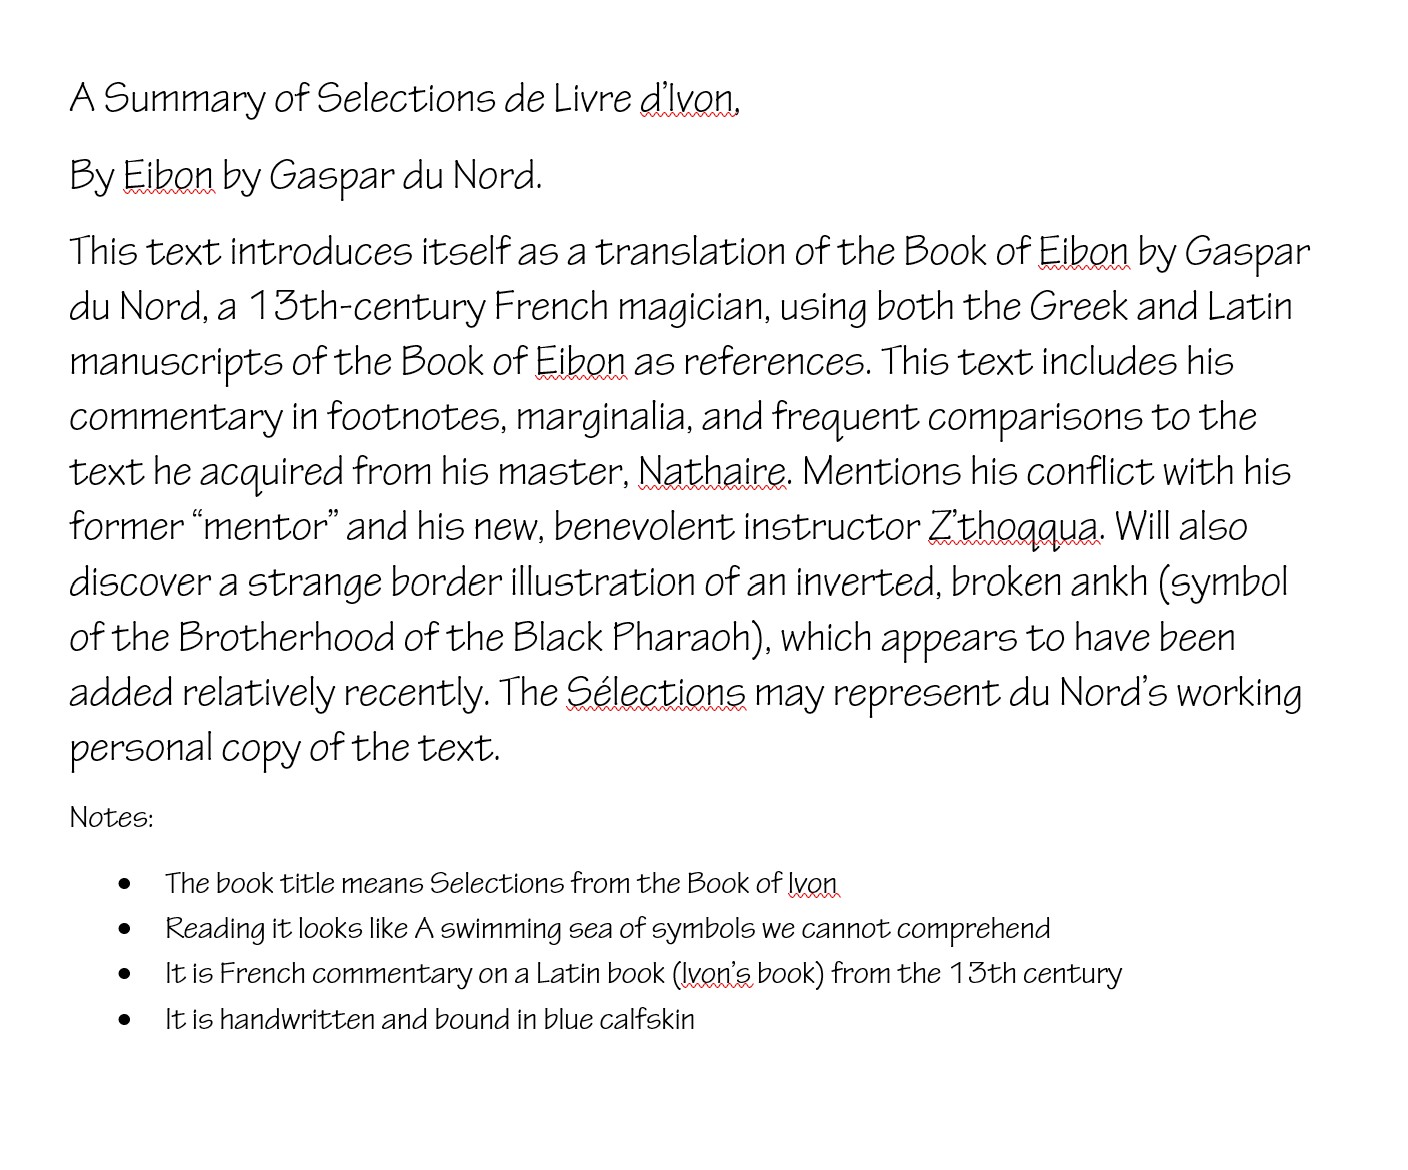 A Summary of Selections de Livre d’Ivon,
By Eibon by Gaspar du Nord.
This text introduces itself as a translation of the Book of Eibon by Gaspar
du Nord, a 13th-century French magician, using both the Greek and Latin
manuscripts of the Book of Eibon as references. This text includes his
commentary in footnotes, marginalia, and frequent comparisons to the
text he acquired from his master, Nathaire. Mentions his conflict with his
former “mentor” and his new, benevolent instructor Z’thoqqua. Will also
discover a strange border illustration of an inverted, broken ankh (symbol
of the Brotherhood of the Black Pharaoh), which appears to have been
added relatively recently. The Sélections may represent du Nord’s working
personal copy of the text.
Notes:
• The book title means Selections from the Book of Ivon
• Reading it looks like A swimming sea of symbols we cannot comprehend
• It is French commentary on a Latin book (Ivon’s book) from the 13th century
• It is handwritten and bound in blue calfskin